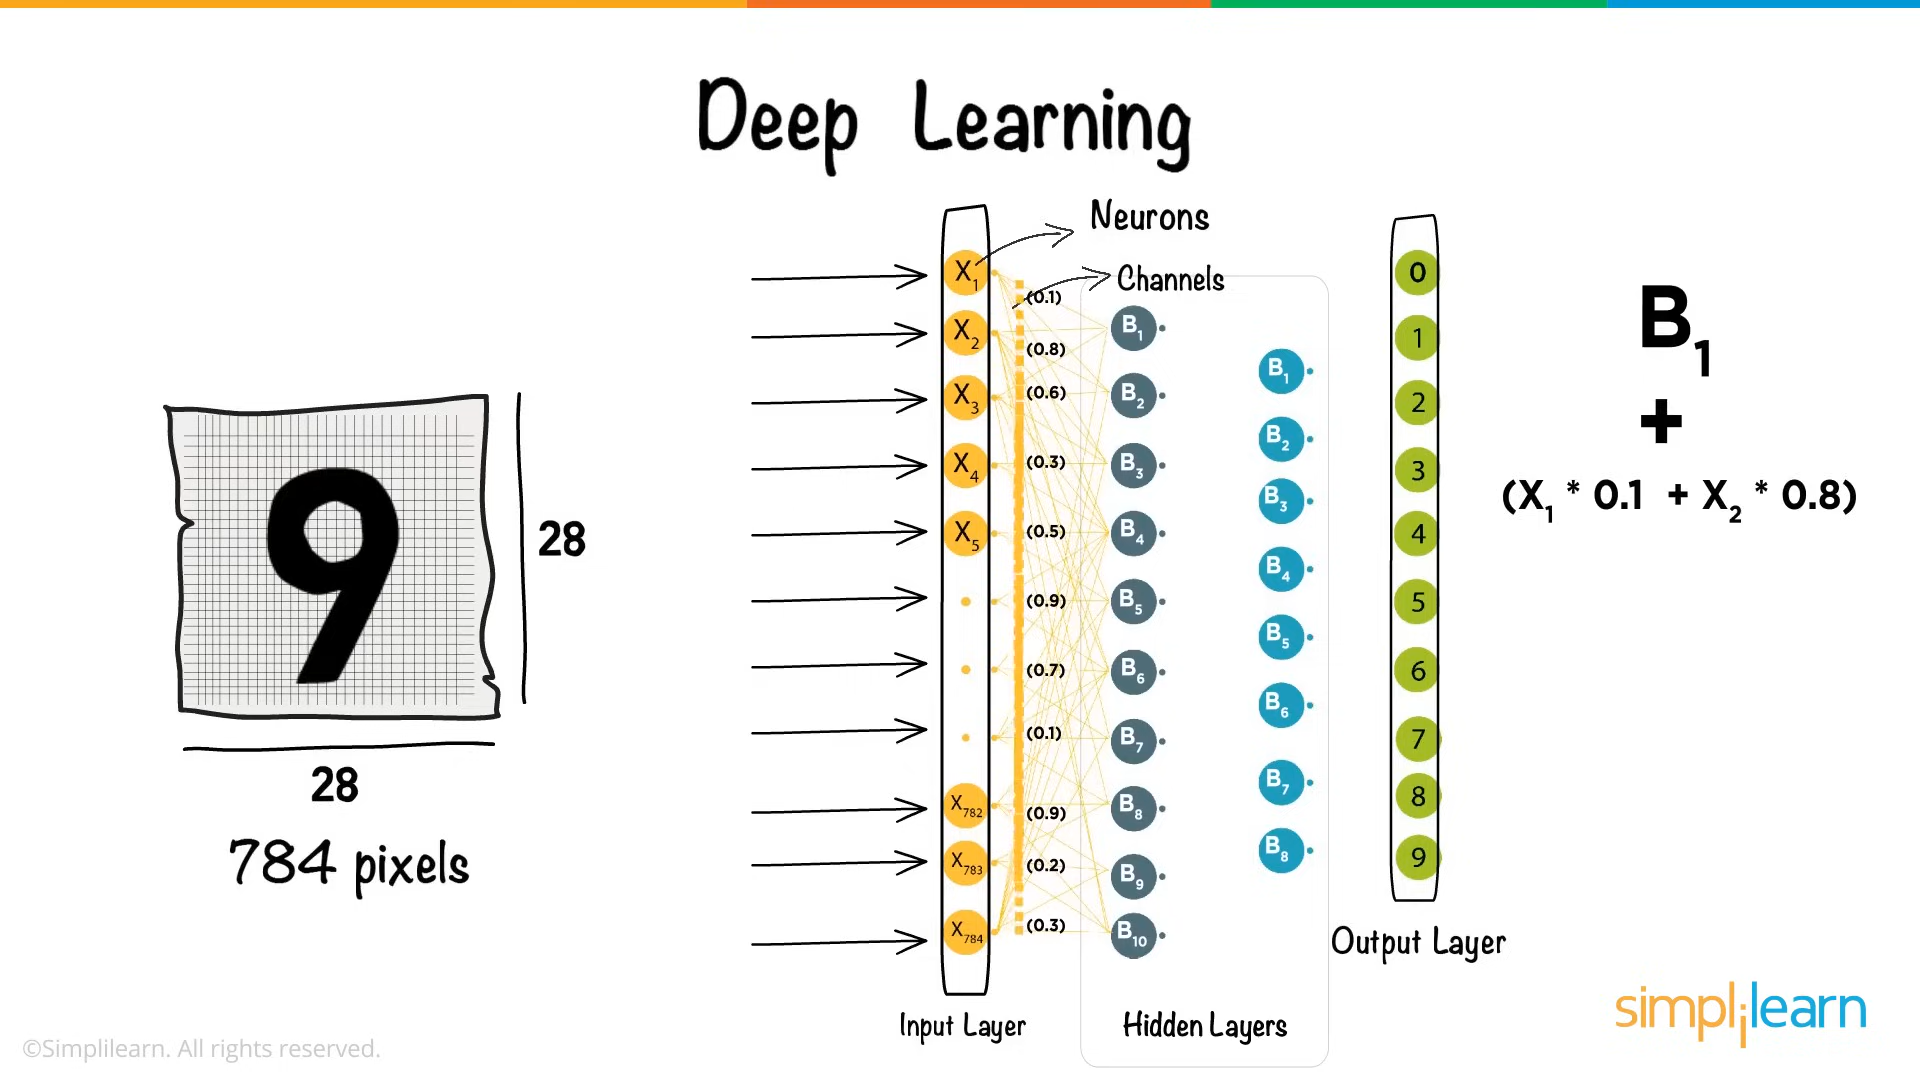 Deep Learning
28
28
784 pixels
Neurons
Channels
X1
X2
X3
X4
X5
X782
X783
X784
(0.1)
(0.8)
(0.6)
(0.3)
(0.5)
(0.9)
(0.7)
(0.1)
(0.9)
(0.2)
(0.3)
B1
B2
B3
B4
B5
B6
B7
B8
B9
B10
B1
B2
B3
B4
B5
B6
B7
B8
0
1
2
3
4
5
6
7
8
9
B1
+
(X1 * 0.1 + X2 * 0.8)
Input Layer
Hidden Layers
Output Layer
9
simplilearn
©Simplilearn. All rights reserved.